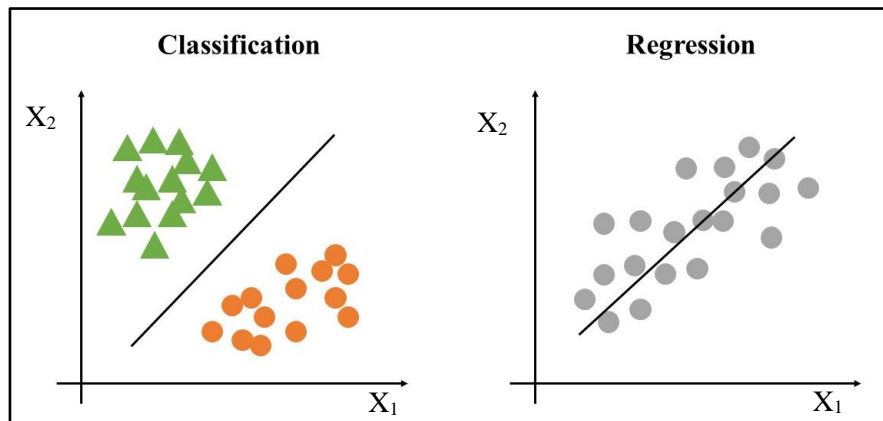 Classification
Regression
X₂
X₂
X₁
X₁